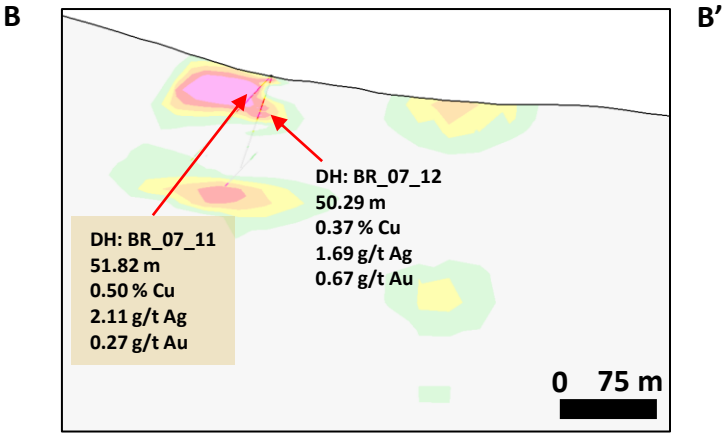 B
B’
DH: BR_07_12
50.29 m
0.37 % Cu
1.69 g/t Ag
0.67 g/t Au
DH: BR_07_11
51.82 m
0.50 % Cu
2.11 g/t Ag
0.27 g/t Au
0 75 m